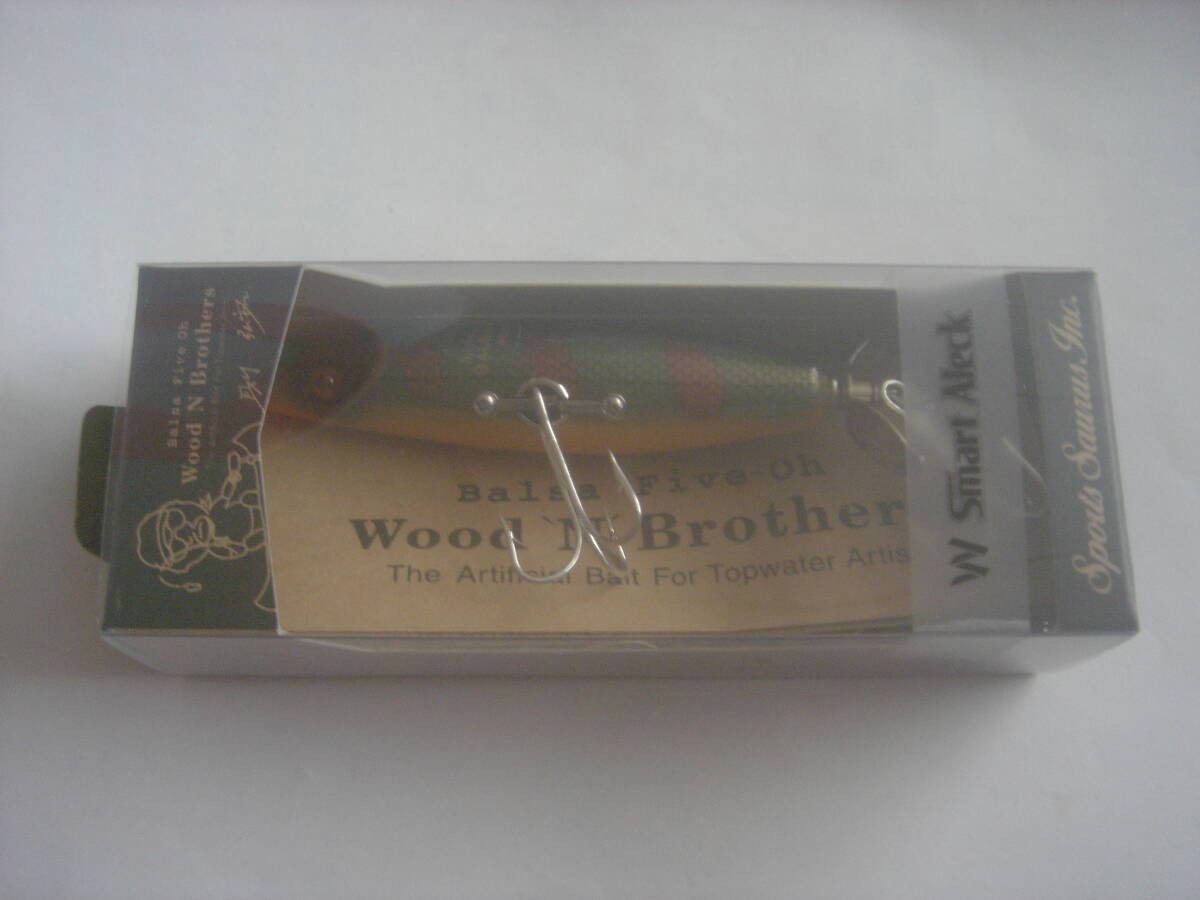 Balsa Five Oh
Wood N Brothers
Balsa Five-Oh
Wood `N´ Brother
The Artificial Bait For Topwater Artis
W Smart Aleck
Sports Saurus, Inc.